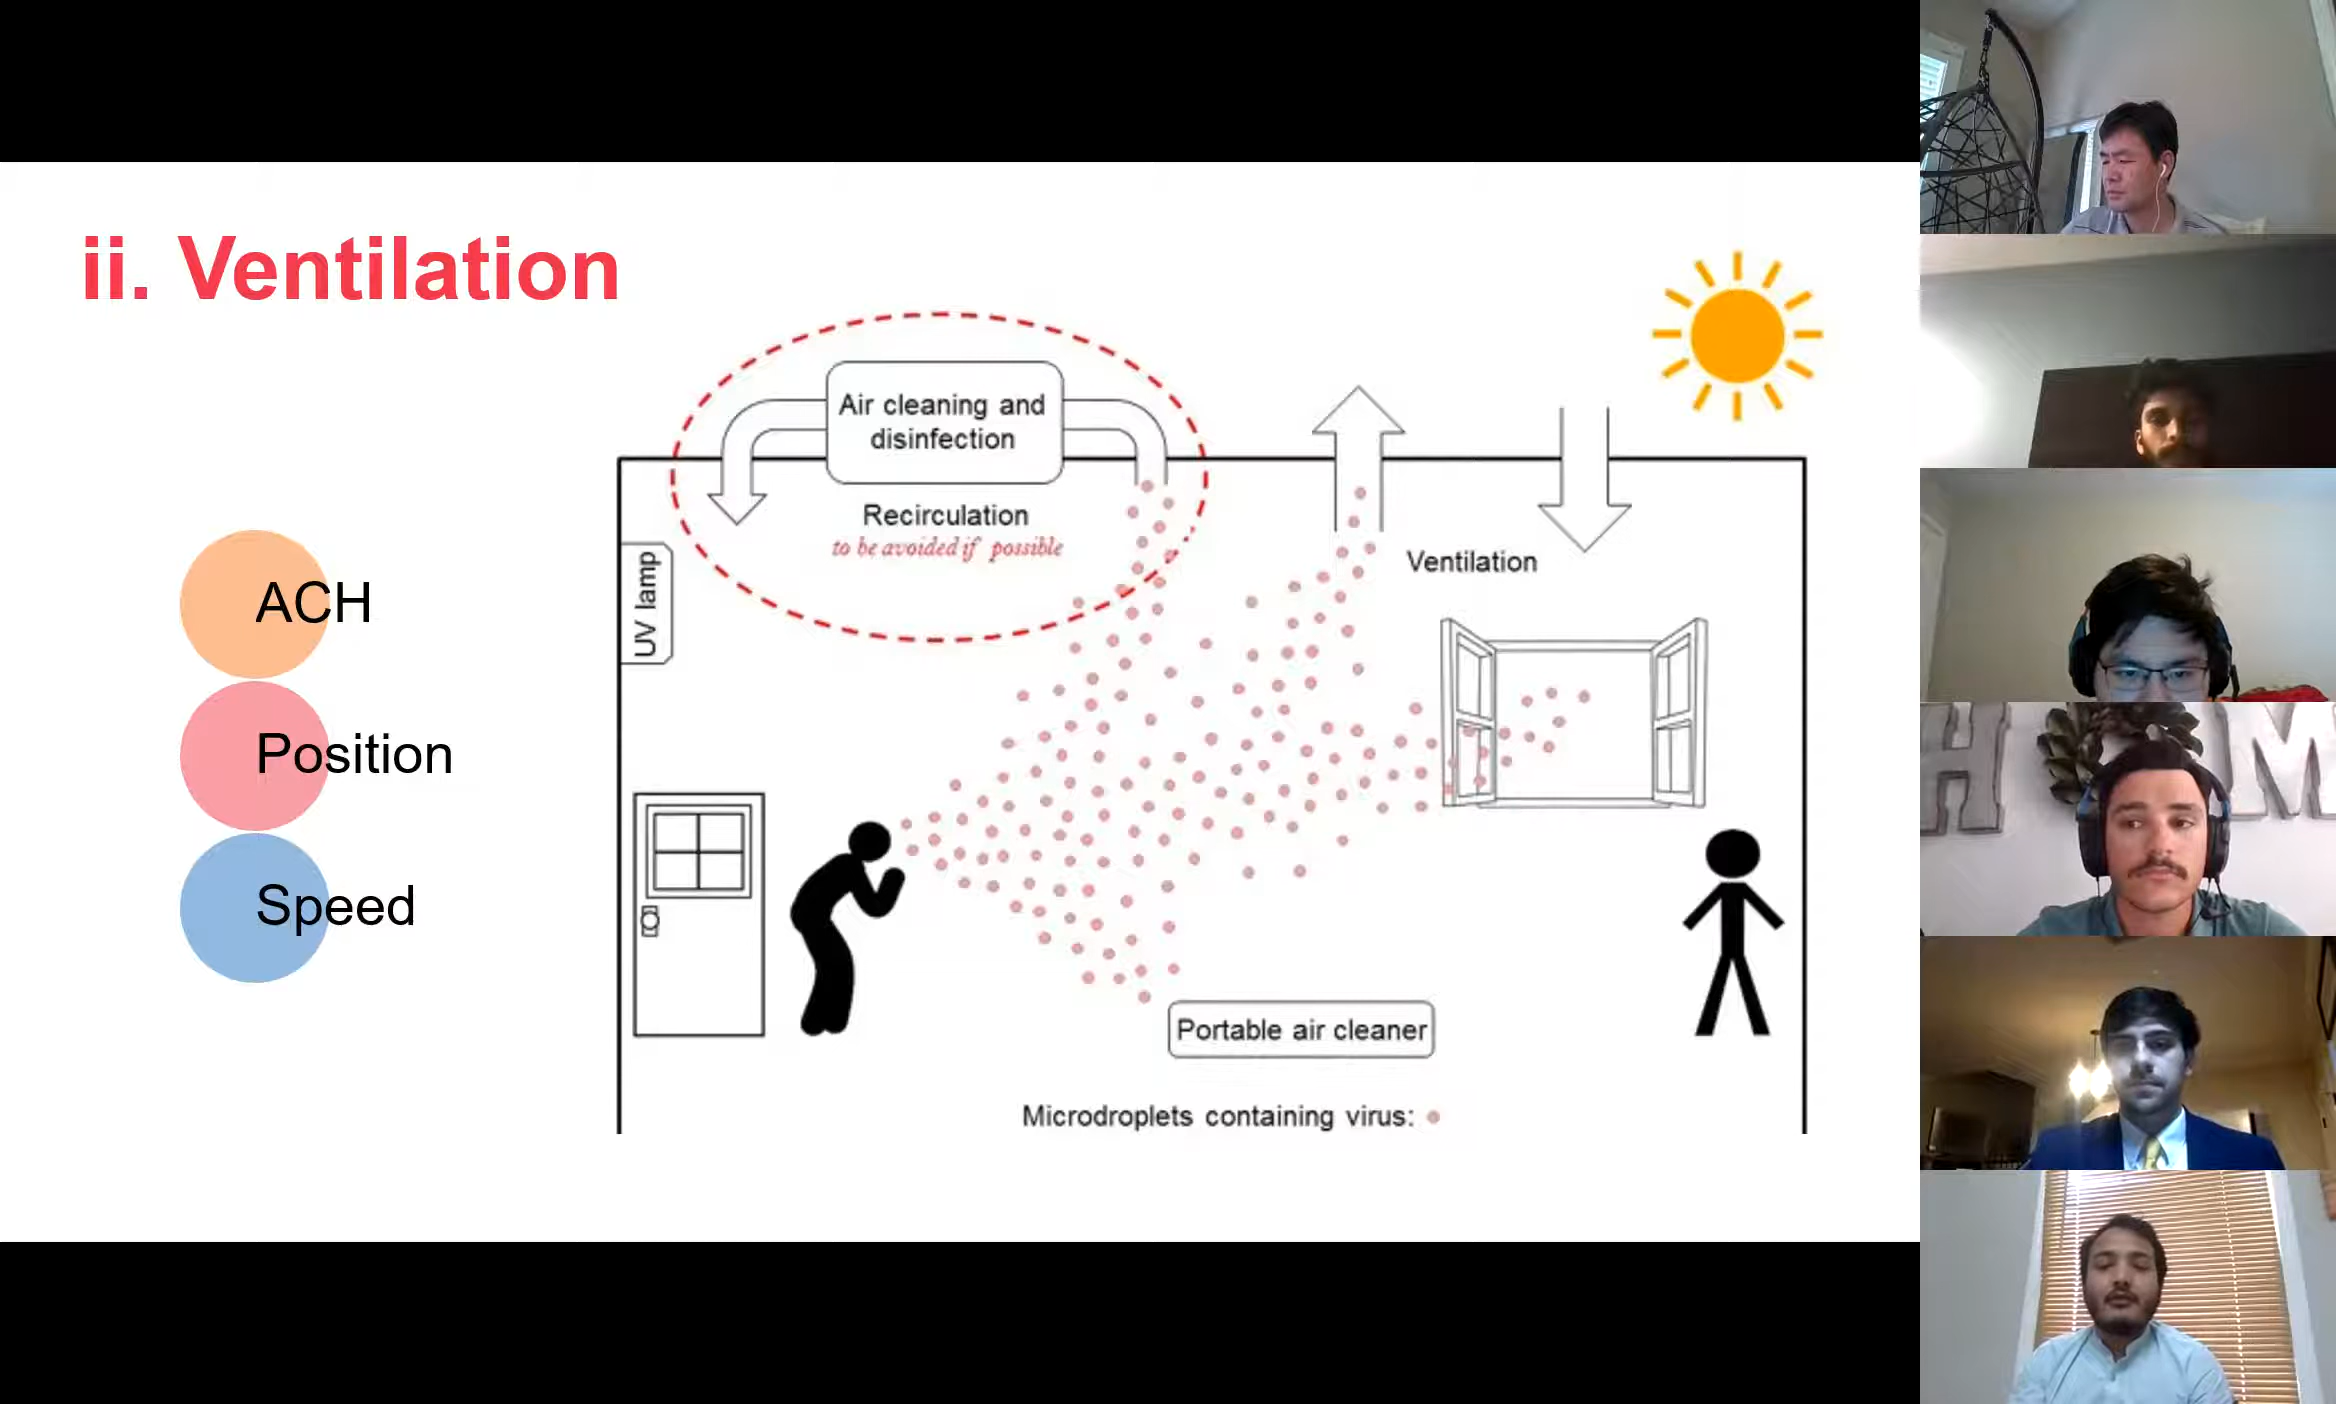 ii. Ventilation
ACH
Position
Speed
Air cleaning and
disinfection
Recirculation
to be avoided if possible
UV lamp
Ventilation
Portable air cleaner
Microdroplets containing virus:
H M